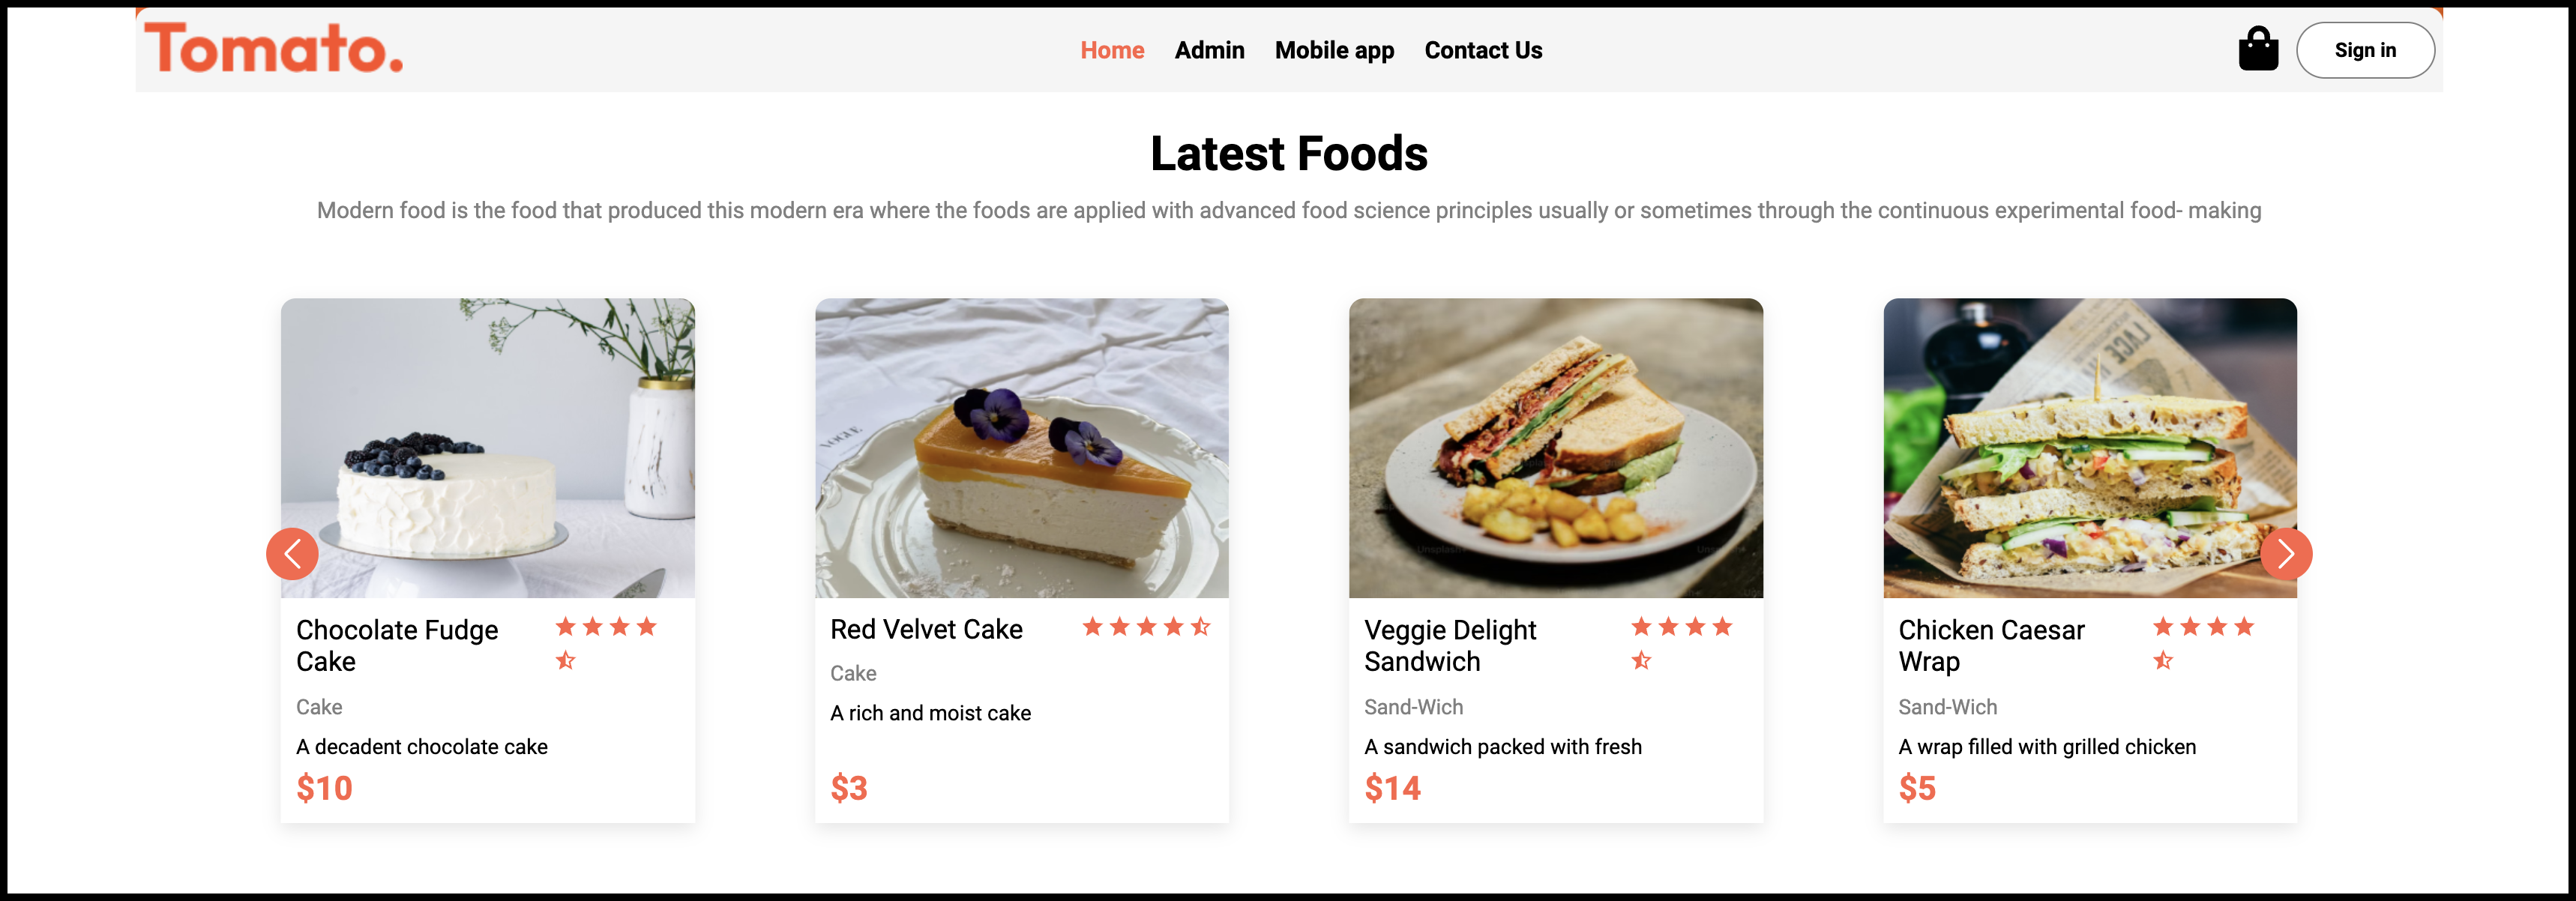 Tomato.
Home Admin Mobile app Contact Us
Sign in
Latest Foods
Modern food is the food that produced this modern era where the foods are applied with advanced food science principles usually or sometimes through the continuous experimental food- making
VOGUE
LACE
Chocolate Fudge
Cake
Cake
A decadent chocolate cake
$10
Red Velvet Cake
Cake
A rich and moist cake
$3
Veggie Delight
Sandwich
Sand-Wich
A sandwich packed with fresh
$14
Chicken Caesar
Wrap
Sand-Wich
A wrap filled with grilled chicken
$5